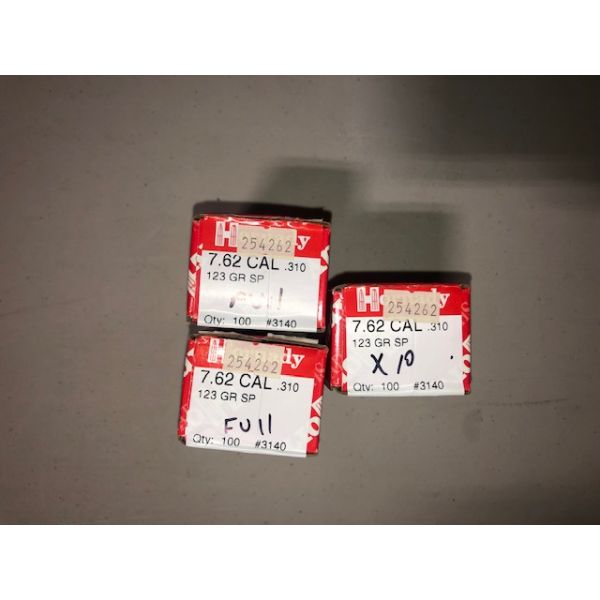 254262
7.62 CAL .310
123 GR SP
FUll
Qty: 100 #3140
254262
7.62 CAL .310
123 GR SP
X 10
Qty: 100 #3140
254262
7.62 CAL .310
123 GR SP
FUll
Qty: 100 #3140